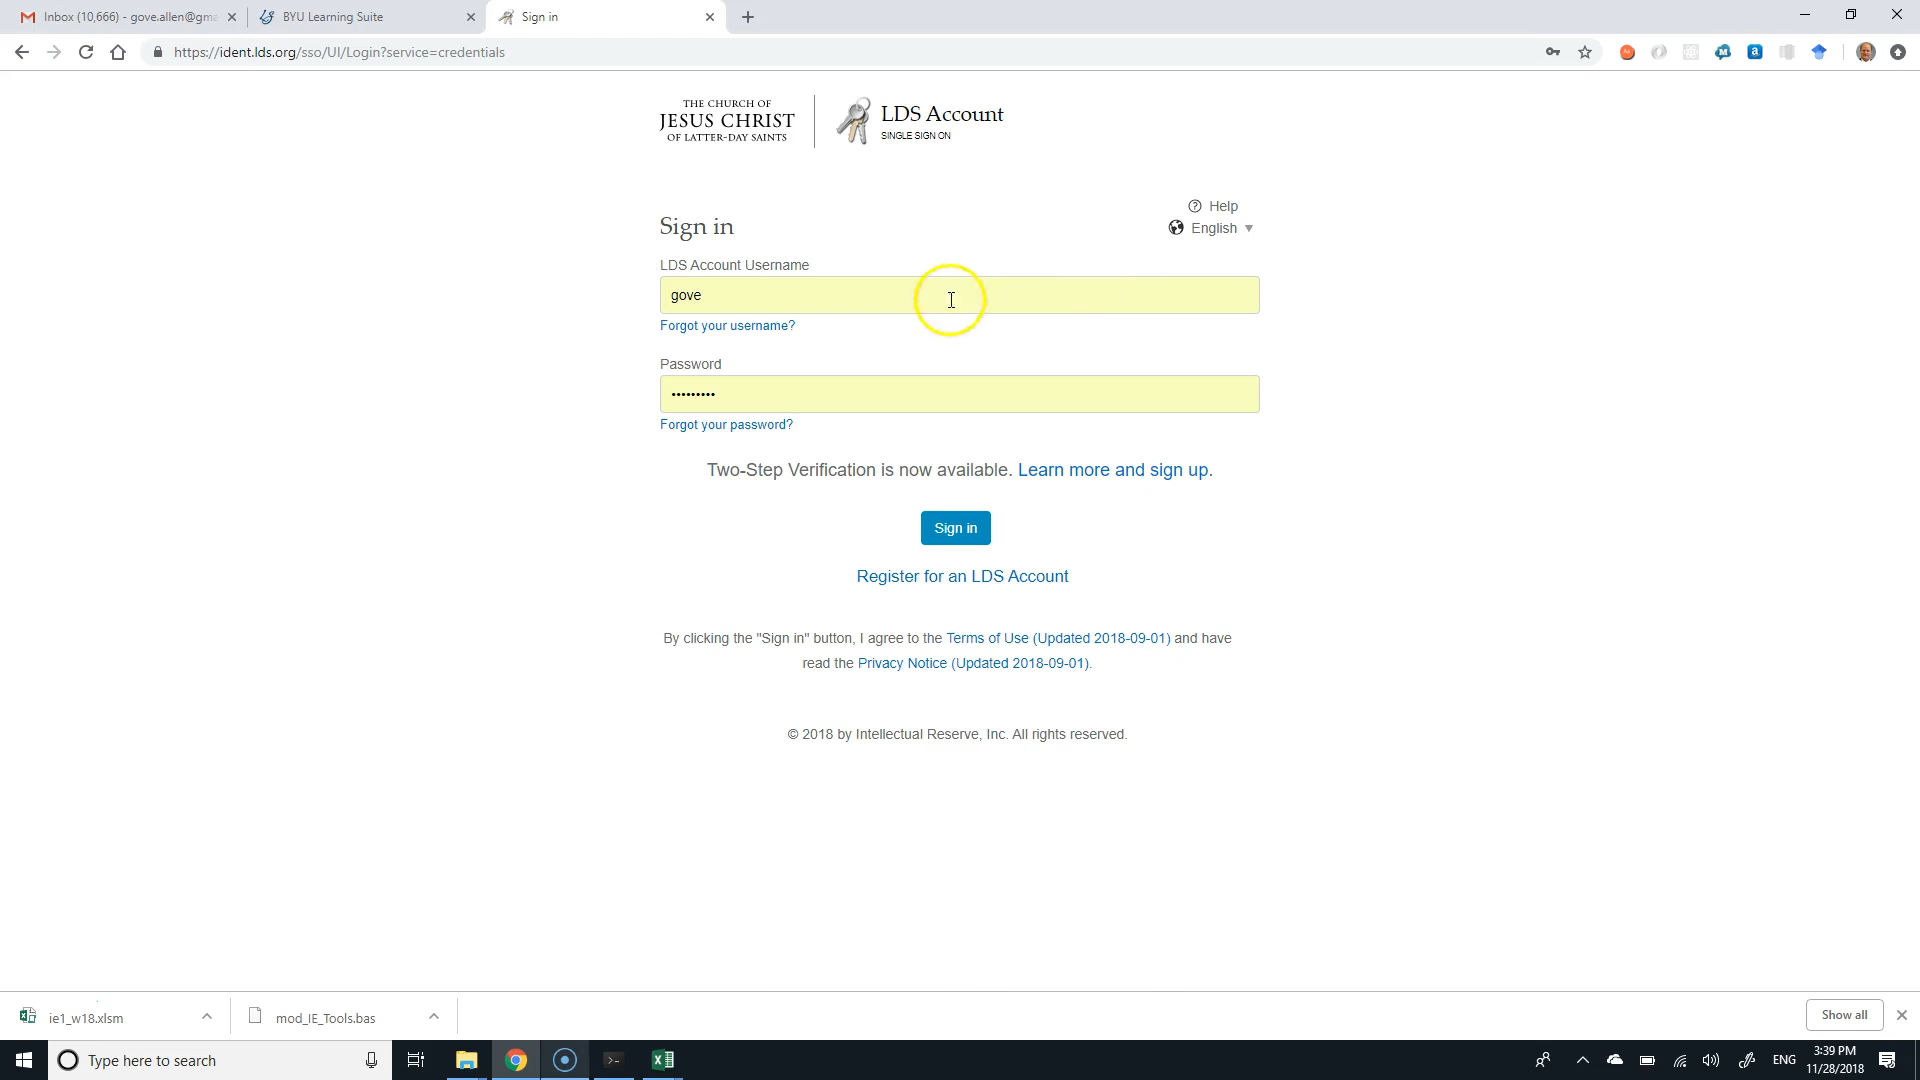 Inbox (10,666) - gove.allen@gma
BYU Learning Suite
Sign in
https://ident.lds.org/sso/UI/Login?service=credentials
THE CHURCH OF
JESUS CHRIST
OF LATTER-DAY SAINTS
LDS Account
SINGLE SIGN ON
Help
Sign in
English
LDS Account Username
gove
Forgot your username?
Password
•••••••••
Forgot your password?
Two-Step Verification is now available. Learn more and sign up.
Sign in
Register for an LDS Account
By clicking the "Sign in" button, I agree to the Terms of Use (Updated 2018-09-01) and have
read the Privacy Notice (Updated 2018-09-01).
© 2018 by Intellectual Reserve, Inc. All rights reserved.
ie1_w18.xlsm
mod_IE_Tools.bas
Show all
Type here to search
ENG
3:39 PM
11/28/2018